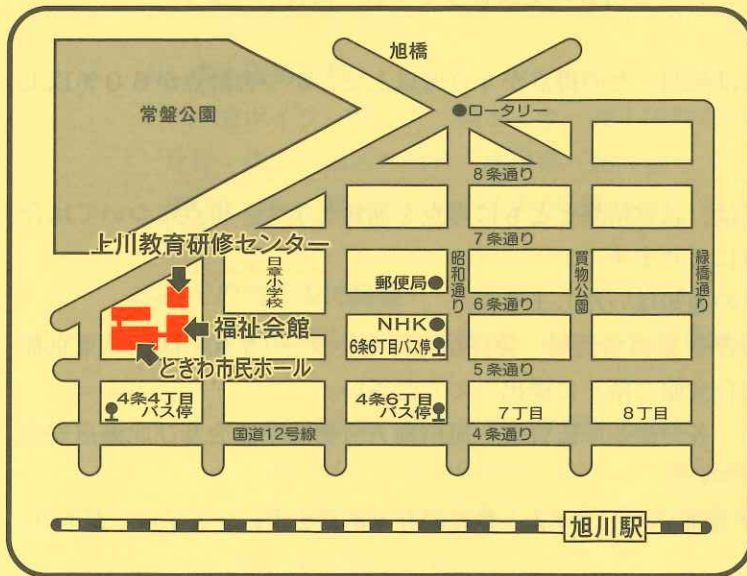 旭橋
常盤公園
ロータリー
8条通り
7条通り
上川教育研修センター
日章小学校
郵便局
昭和通り
買物公園
緑橋通り
6条通り
福祉会館
NHK
6条6丁目バス停
ときわ市民ホール
5条通り
4条4丁目
バス停
4条6丁目
バス停
7丁目
8丁目
国道12号線
4条通り
旭川駅